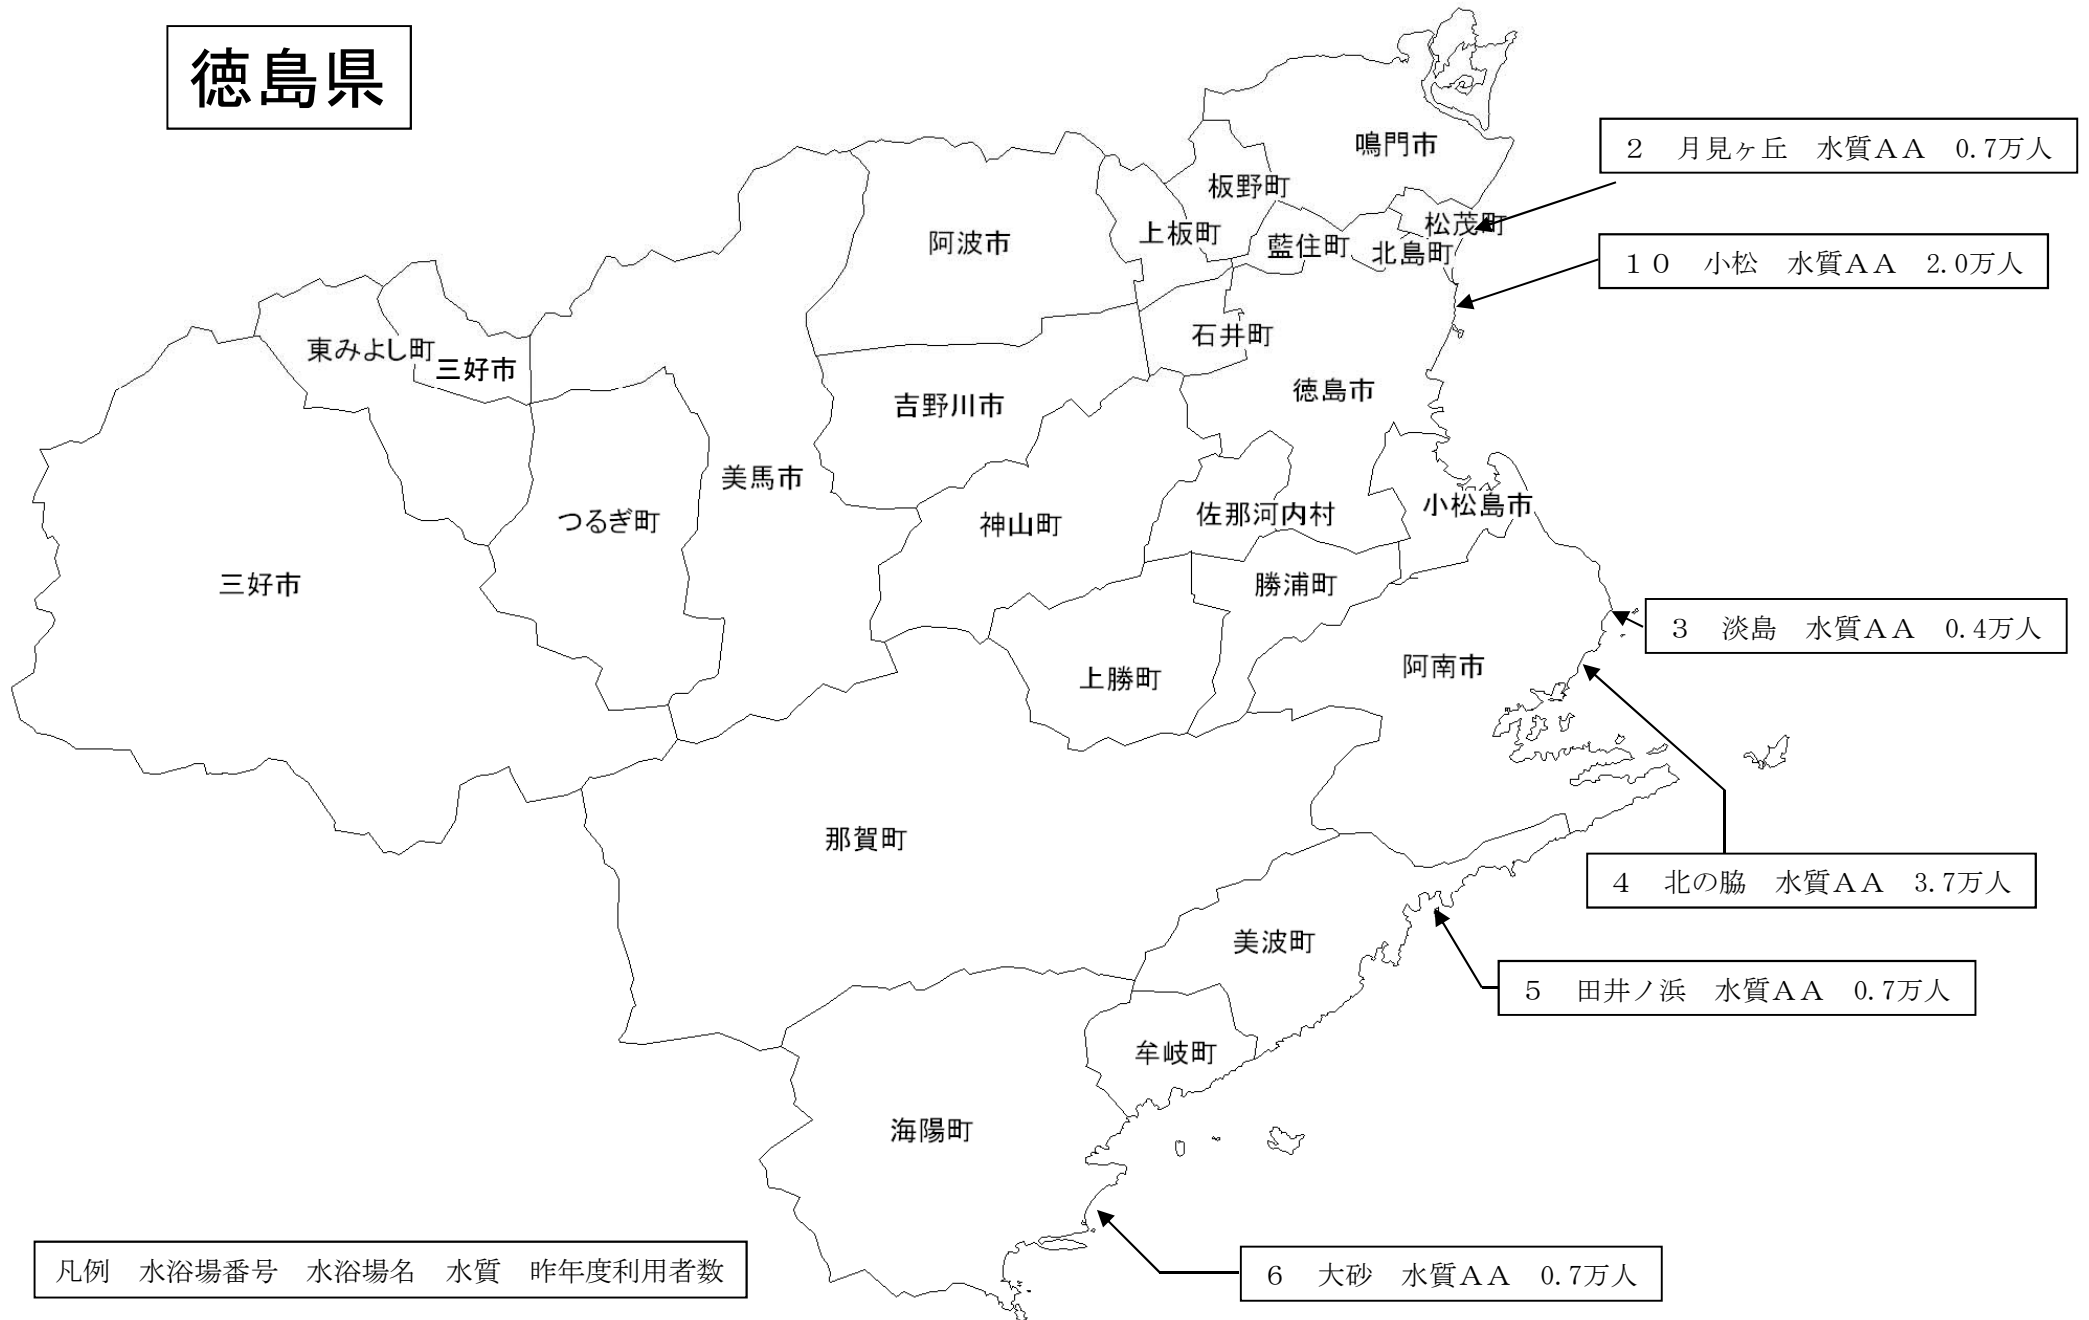 徳島県
鳴門市
2　月見ヶ丘　水質AA　0.7万人
板野町
松茂町
上板町
阿波市
藍住町
北島町
10　小松　水質AA　2.0万人
石井町
東みよし町
三好市
徳島市
吉野川市
美馬市
小松島市
つるぎ町
神山町
佐那河内村
三好市
勝浦町
3　淡島　水質AA　0.4万人
上勝町
阿南市
那賀町
4　北の脇　水質AA　3.7万人
美波町
5　田井ノ浜　水質AA　0.7万人
牟岐町
海陽町
凡例　水浴場番号　水浴場名　水質　昨年度利用者数
6　大砂　水質AA　0.7万人